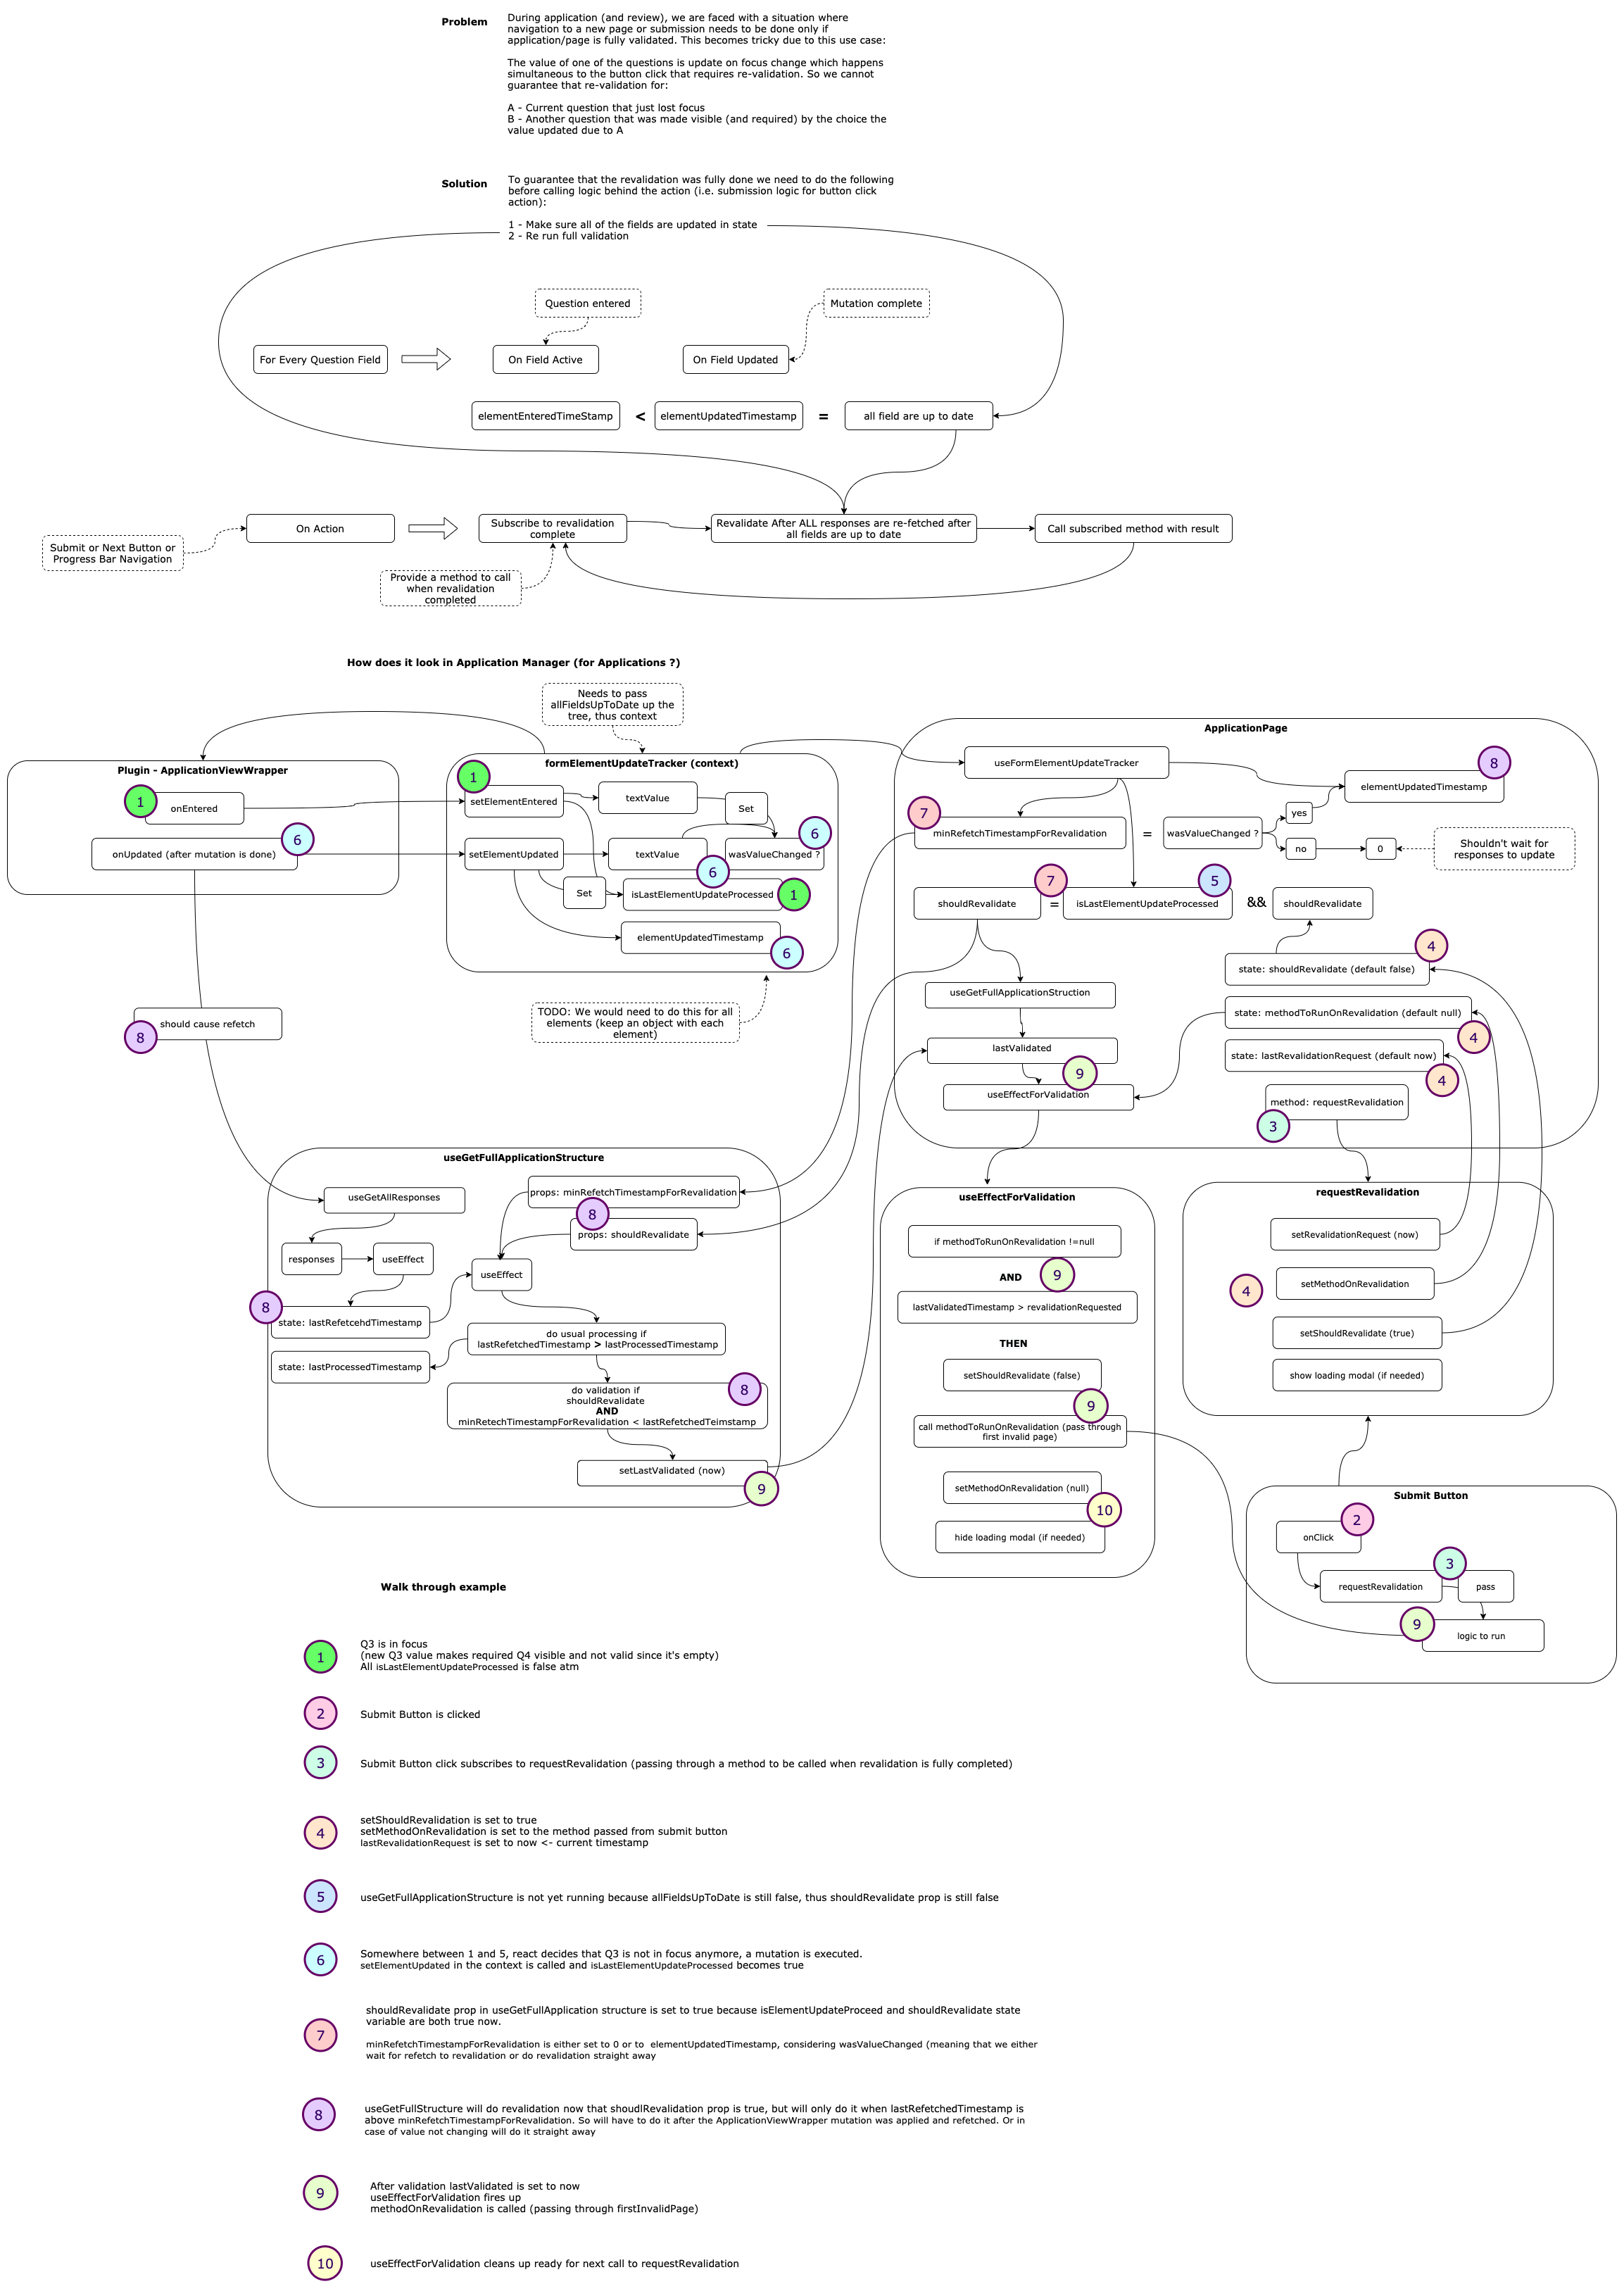 Problem
During application (and review), we are faced with a situation where
navigation to a new page or submission needs to be done only if
application/page is fully validated. This becomes tricky due to this use case:
The value of one of the questions is update on focus change which happens
simultaneous to the button click that requires re-validation. So we cannot
guarantee that re-validation for:
A - Current question that just lost focus
B - Another question that was made visible (and required) by the choice the
value updated due to A
Solution
To guarantee that the revalidation was fully done we need to do the following
before calling logic behind the action (i.e. submission logic for button click
action):
1 - Make sure all of the fields are updated in state
2 - Re run full validation
Question entered
Mutation complete
For Every Question Field
On Field Active
On Field Updated
elementEnteredTimeStamp
<
elementUpdatedTimestamp
=
all field are up to date
On Action
Subscribe to revalidation
complete
Revalidate After ALL responses are re-fetched after
all fields are up to date
Call subscribed method with result
Submit or Next Button or
Progress Bar Navigation
Provide a method to call
when revalidation
completed
How does it look in Application Manager (for Applications ?)
Needs to pass
allFieldsUpToDate up the
tree, thus context
Plugin - ApplicationViewWrapper
1
onEntered
6
onUpdated (after mutation is done)
formElementUpdateTracker (context)
1
setElementEntered
textValue
Set
6
setElementUpdated
textValue
wasValueChanged ?
6
Set
isLastElementUpdateProcessed
1
elementUpdatedTimestamp
6
TODO: We would need to do this for all
elements (keep an object with each
element)
should cause refetch
8
ApplicationPage
useFormElementUpdateTracker
8
elementUpdatedTimestamp
7
minRefetchTimestampForRevalidation
=
wasValueChanged ?
yes
no
0
Shouldn't wait for
responses to update
7
5
shouldRevalidate
=
isLastElementUpdateProcessed
&&
shouldRevalidate
4
state: shouldRevalidate (default false)
useGetFullApplicationStruction
state: methodToRunOnRevalidation (default null)
4
lastValidated
state: lastRevalidationRequest (default now)
4
9
useEffectForValidation
method: requestRevalidation
3
useGetFullApplicationStructure
useGetAllResponses
props: minRefetchTimestampForRevalidation
8
props: shouldRevalidate
responses
useEffect
useEffect
8
state: lastRefetcehdTimestamp
do usual processing if
lastRefetchedTimestamp > lastProcessedTimestamp
state: lastProcessedTimestamp
8
do validation if
shouldRevalidate
AND
minRetechTimestampForRevalidation < lastRefetchedTeimstamp
setLastValidated (now)
9
useEffectForValidation
if methodToRunOnRevalidation !=null
AND
9
lastValidatedTimestamp > revalidationRequested
THEN
setShouldRevalidate (false)
9
call methodToRunOnRevalidation (pass through
first invalid page)
setMethodOnRevalidation (null)
10
hide loading modal (if needed)
requestRevalidation
setRevalidationRequest (now)
4
setMethodOnRevalidation
setShouldRevalidate (true)
show loading modal (if needed)
Submit Button
2
onClick
3
requestRevalidation
pass
9
logic to run
Walk through example
1
Q3 is in focus
(new Q3 value makes required Q4 visible and not valid since it's empty)
All isLastElementUpdateProcessed is false atm
2
Submit Button is clicked
3
Submit Button click subscribes to requestRevalidation (passing through a method to be called when revalidation is fully completed)
4
setShouldRevalidation is set to true
setMethodOnRevalidation is set to the method passed from submit button
lastRevalidationRequest is set to now <- current timestamp
5
useGetFullApplicationStructure is not yet running because allFieldsUpToDate is still false, thus shouldRevalidate prop is still false
6
Somewhere between 1 and 5, react decides that Q3 is not in focus anymore, a mutation is executed.
setElementUpdated in the context is called and isLastElementUpdateProcessed becomes true
7
shouldRevalidate prop in useGetFullApplication structure is set to true because isElementUpdateProceed and shouldRevalidate state
variable are both true now.
minRefetchTimestampForRevalidation is either set to 0 or to  elementUpdatedTimestamp, considering wasValueChanged (meaning that we either
wait for refetch to revalidation or do revalidation straight away
8
useGetFullStructure will do revalidation now that shoudlRevalidation prop is true, but will only do it when lastRefetchedTimestamp is
above minRefetchTimestampForRevalidation. So will have to do it after the ApplicationViewWrapper mutation was applied and refetched. Or in
case of value not changing will do it straight away
9
After validation lastValidated is set to now
useEffectForValidation fires up
methodOnRevalidation is called (passing through firstInvalidPage)
10
useEffectForValidation cleans up ready for next call to requestRevalidation